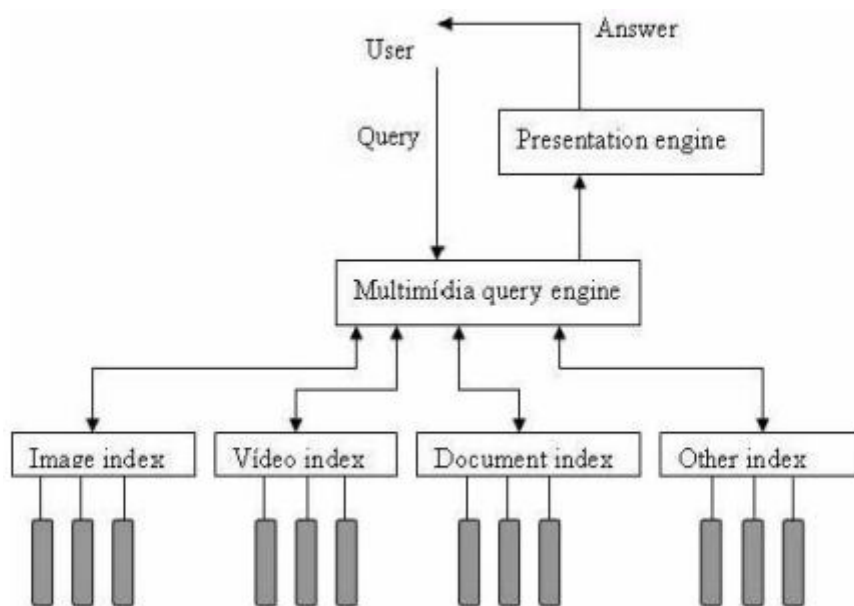 Answer
User
Query
Presentation engine
Multimídia query engine
Image index
Vídeo index
Document index
Other index